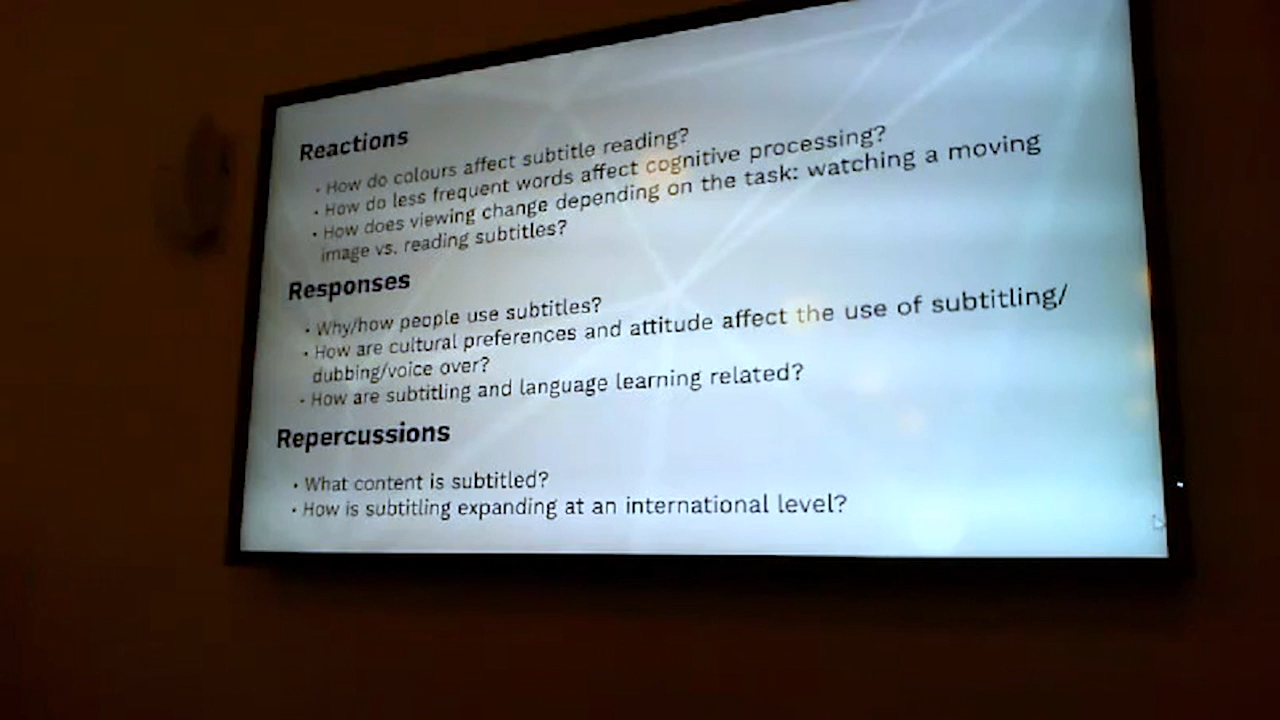 Reactions
· How do colours affect subtitle reading?
· How do less frequent words affect cognitive processing?
· How does viewing change depending on the task: watching a moving
image vs. reading subtitles?
Responses
· Why/how people use subtitles?
· How are cultural preferences and attitude affect the use of subtitling/
dubbing/voice over?
· How are subtitling and language learning related?
Repercussions
· What content is subtitled?
· How is subtitling expanding at an international level?